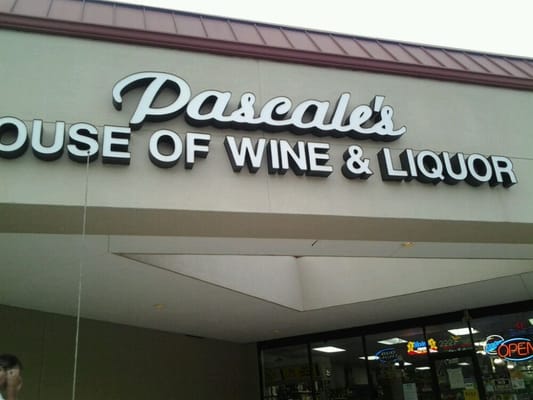 Pascale's
OUSE OF WINE & LIQUOR
OPEN